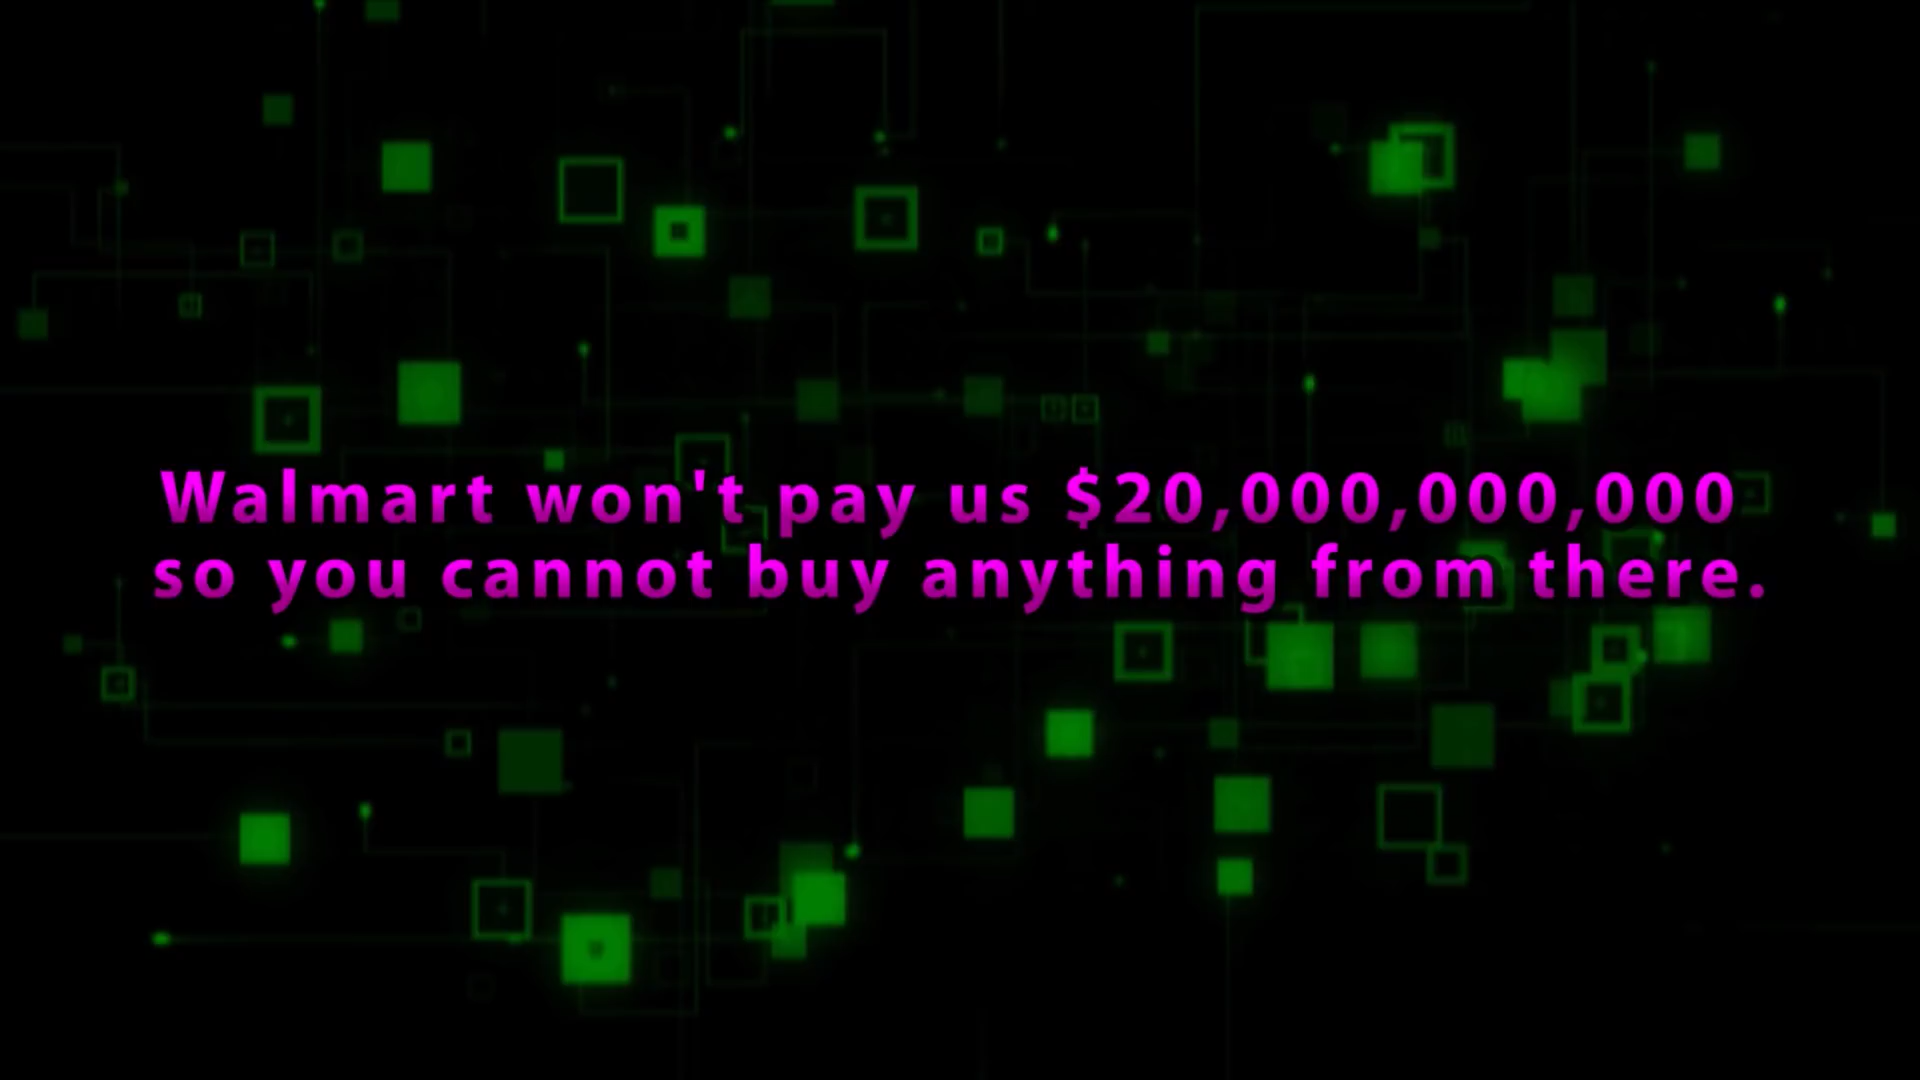 Walmart won't pay us $20,000,000,000
so you cannot buy anything from there.